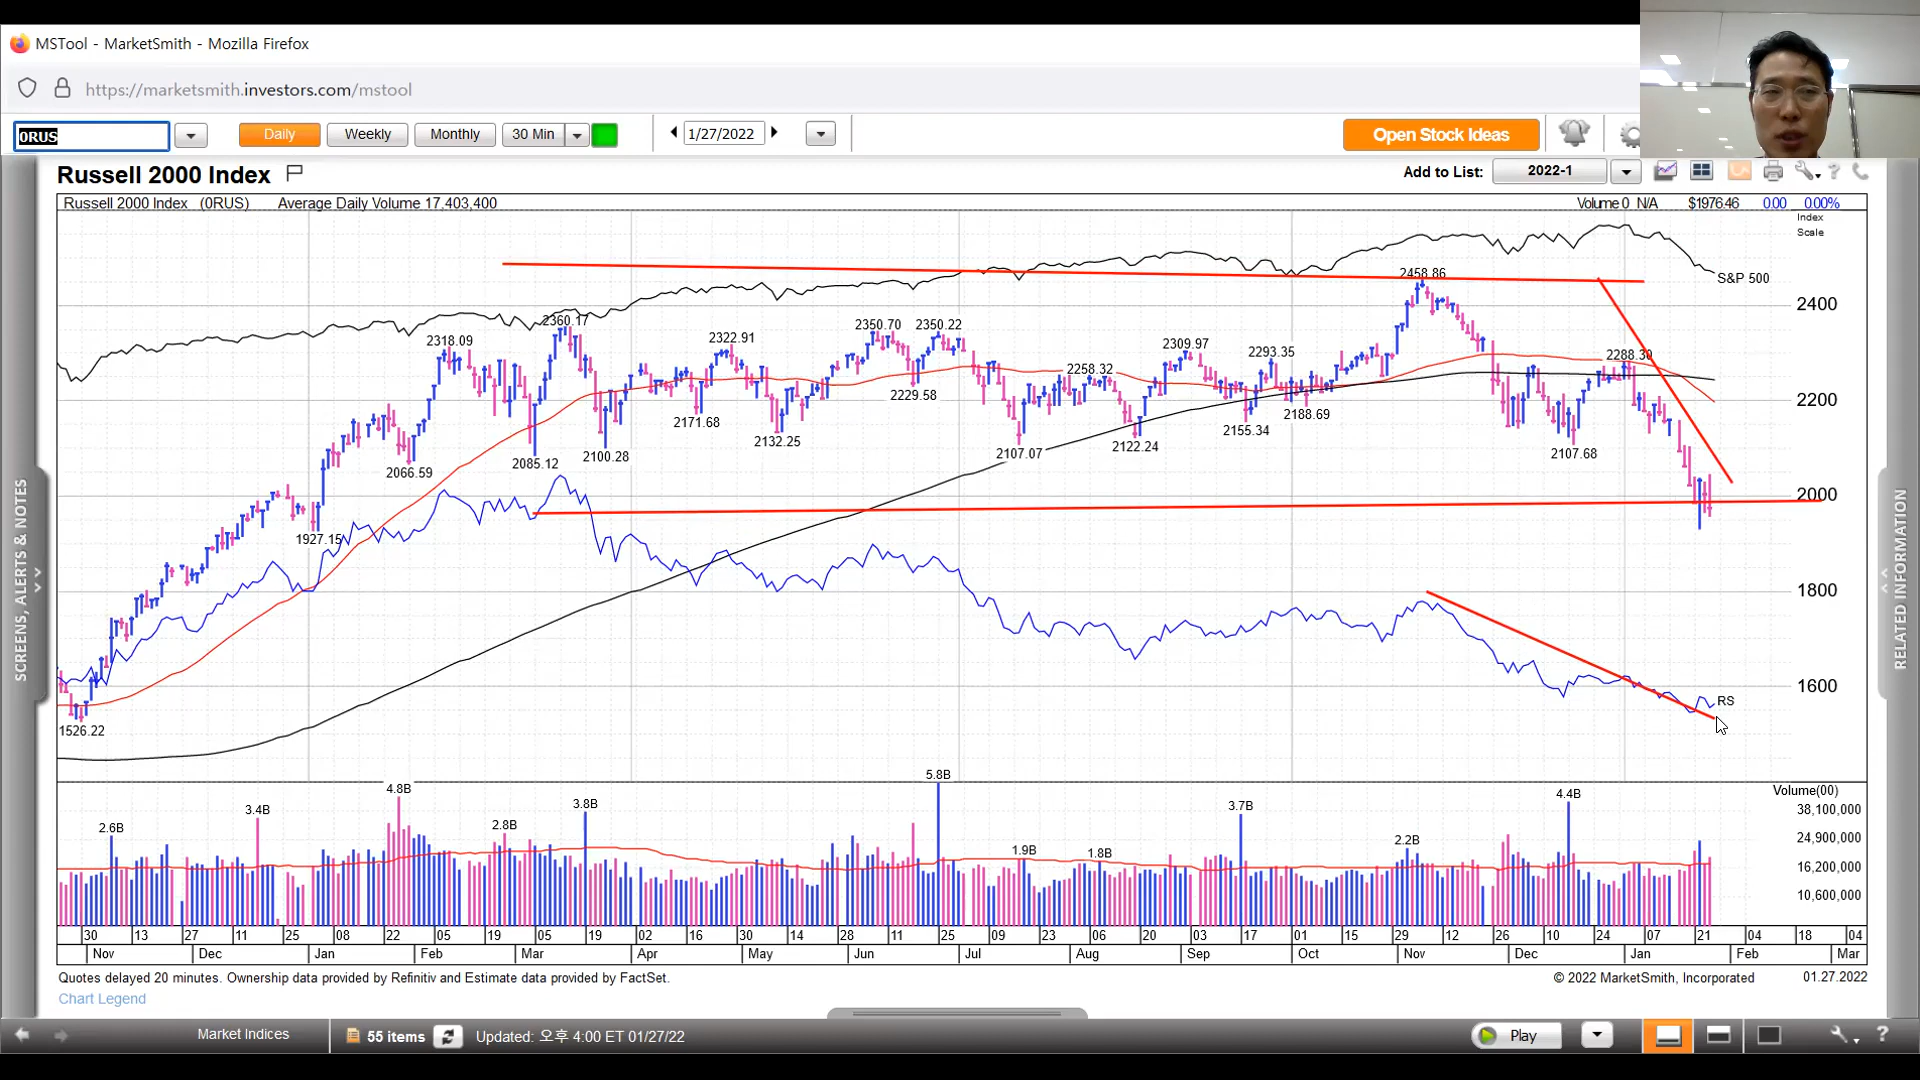 MSTool - MarketSmith - Mozilla Firefox
https://marketsmith.investors.com/mstool
0RUS Daily Weekly Monthly 30 Min 1/27/2022 Open Stock Ideas
Russell 2000 Index Add to List: 2022-1
Russell 2000 Index (0RUS) Average Daily Volume 17,403,400 Volume 0 N/A $1976.46 0.00 0.00%
Index
Scale
S&P 500
2458.86
2400
2360.17 2350.70 2350.22
2318.09 2322.91 2309.97 2293.35 2288.30
2258.32
2229.58 2200
2171.68 2188.69
2132.25 2155.34
2066.59 2085.12 2100.28 2107.07 2122.24 2107.68
2000
1927.15
1800
1600
RS
1526.22
5.8B
4.8B 4.4B
3.4B 3.8B 3.7B
2.6B 2.8B 1.9B 1.8B 2.2B
Volume(00)
38,100,000
24,900,000
16,200,000
10,600,000
30 13 27 11 25 08 22 05 19 05 19 02 16 30 14 28 11 25 09 23 06 20 03 17 01 15 29 12 26 10 24 07 21 04 18 04
Nov Dec Jan Feb Mar Apr May Jun Jul Aug Sep Oct Nov Dec Jan Feb Mar
Quotes delayed 20 minutes. Ownership data provided by Refinitiv and Estimate data provided by FactSet. © 2022 MarketSmith, Incorporated 01.27.2022
Chart Legend
SCREENS, ALERTS & NOTES
RELATED INFORMATION
Market Indices 55 items Updated: 오후 4:00 ET 01/27/22 Play